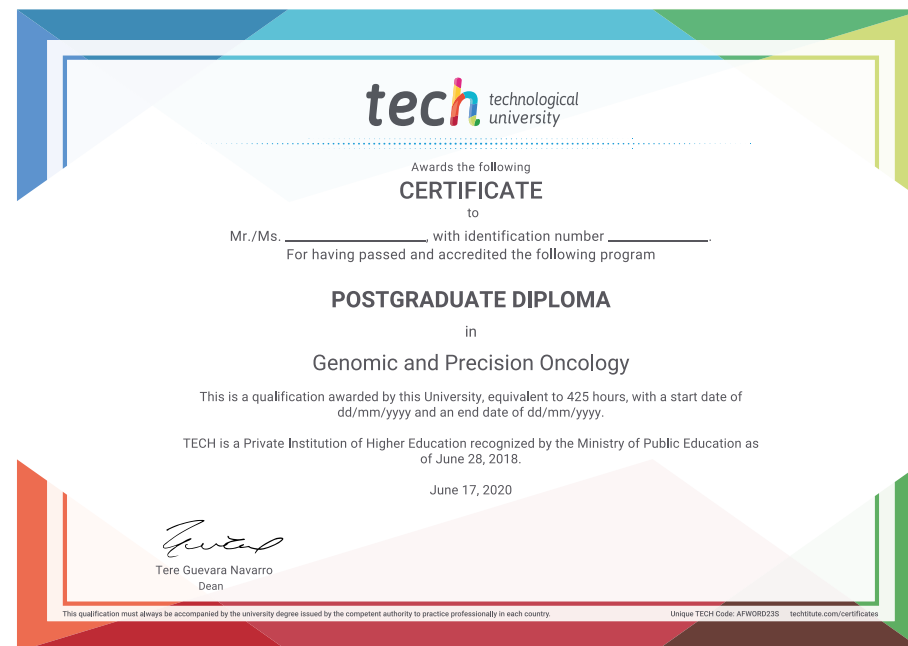 tech technological
university
Awards the following
CERTIFICATE
to
Mr./Ms. ____________________, with identification number ______________.
For having passed and accredited the following program
POSTGRADUATE DIPLOMA
in
Genomic and Precision Oncology
This is a qualification awarded by this University, equivalent to 425 hours, with a start date of
dd/mm/yyyy and an end date of dd/mm/yyyy.
TECH is a Private Institution of Higher Education recognized by the Ministry of Public Education as
of June 28, 2018.
June 17, 2020
Tere Guevara Navarro
Dean
This qualification must always be accompanied by the university degree issued by the competent authority to practice professionally in each country.
Unique TECH Code: AFWORD23S techtitute.com/certificates